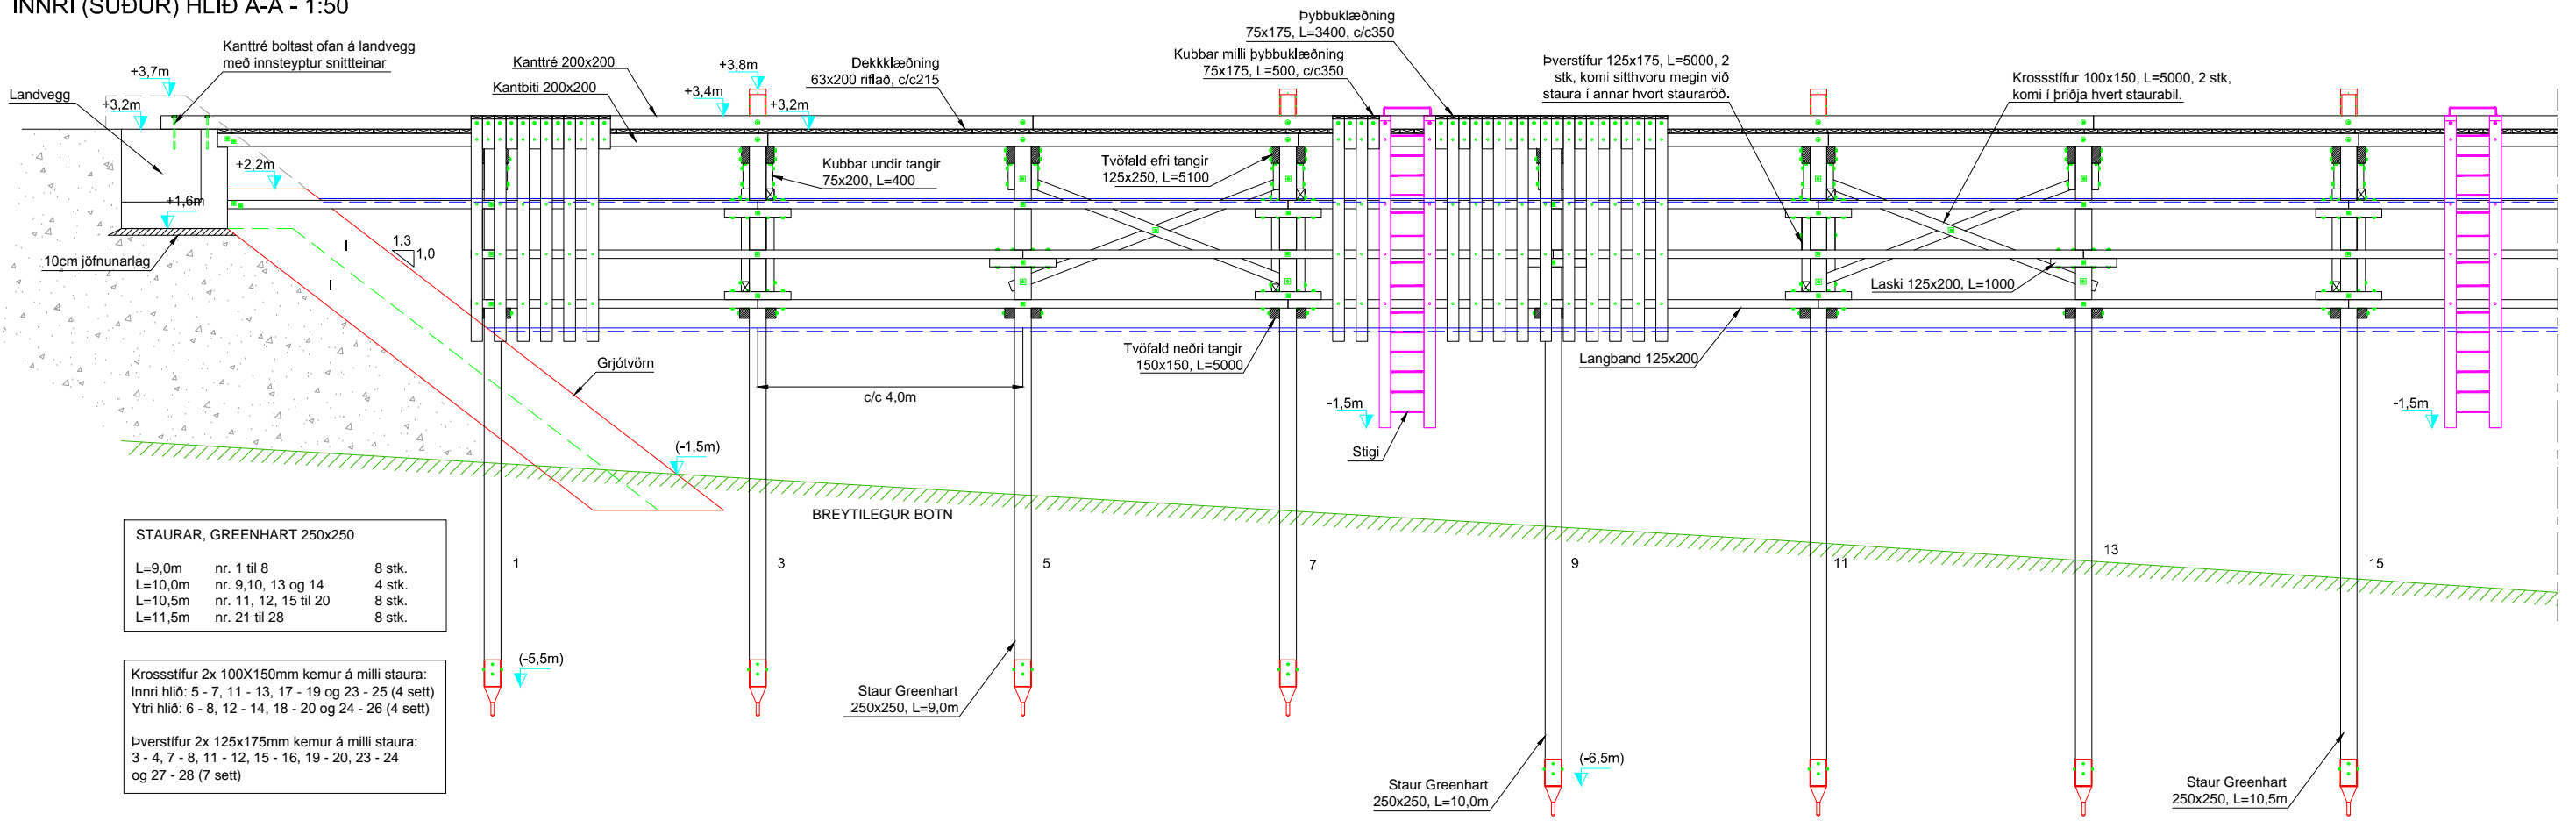 INNRI (SUÐUR) HLIÐ A-A - 1:50
Kanttré boltast ofan á landvegg
með innsteyptur snittteinar
+3,7m
Landvegg
+3,2m
+2,2m
+1,6m
10cm jöfnunarlag
1,3
1,0
Grjótvörn
(-1,5m)
Kanttré 200x200
Kantbiti 200x200
+3,8m
+3,4m
+3,2m
Dekkklæðning
63x200 riflað, c/c215
Kubbar undir tangir
75x200, L=400
c/c 4,0m
Þybbuklæðning
75x175, L=3400, c/c350
Kubbar milli þybbuklæðning
75x175, L=500, c/c350
Tvöfald efri tangir
125x250, L=5100
Tvöfald neðri tangir
150x150, L=5000
Þverstífur 125x175, L=5000, 2
stk, komi sitthvoru megin við
staura í annar hvort stauraröð.
Krossstífur 100x150, L=5000, 2 stk,
komi í þriðja hvert staurabil.
Laski 125x200, L=1000
Langband 125x200
-1,5m
Stigi
-1,5m
BREYTILEGUR BOTN
1
3
5
7
9
11
13
15
STAURAR, GREENHART 250x250
L=9,0m nr. 1 til 8 8 stk.
L=10,0m nr. 9,10, 13 og 14 4 stk.
L=10,5m nr. 11, 12, 15 til 20 8 stk.
L=11,5m nr. 21 til 28 8 stk.
Krossstífur 2x 100X150mm kemur á milli staura:
Innri hlið: 5 - 7, 11 - 13, 17 - 19 og 23 - 25 (4 sett)
Ytri hlið: 6 - 8, 12 - 14, 18 - 20 og 24 - 26 (4 sett)
Þverstífur 2x 125x175mm kemur á milli staura:
3 - 4, 7 - 8, 11 - 12, 15 - 16, 19 - 20, 23 - 24
og 27 - 28 (7 sett)
(-5,5m)
Staur Greenhart
250x250, L=9,0m
Staur Greenhart
250x250, L=10,0m
(-6,5m)
Staur Greenhart
250x250, L=10,5m